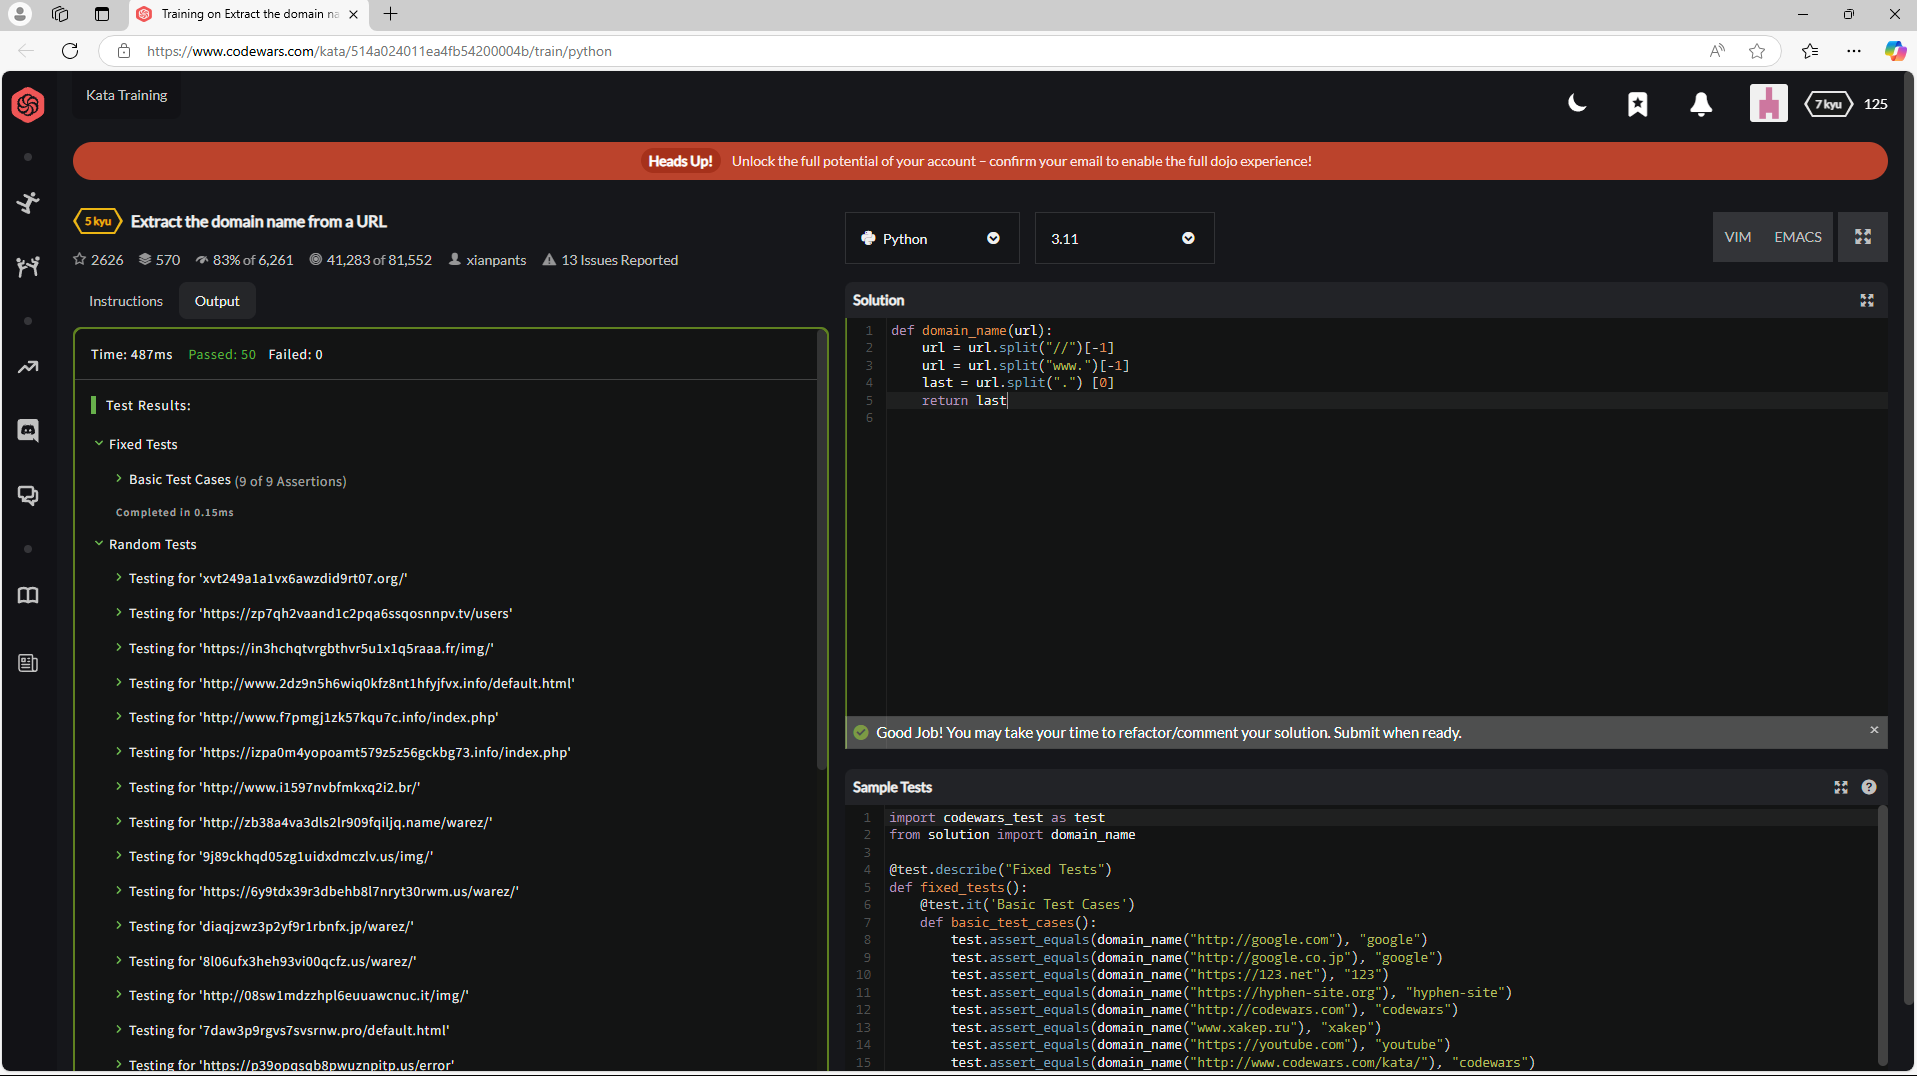 Training on Extract the domain na
https://www.codewars.com/kata/514a024011ea4fb54200004b/train/python
Kata Training
7 kyu 125
Heads Up! Unlock the full potential of your account – confirm your email to enable the full dojo experience!
5 kyu Extract the domain name from a URL
2626 570 83% of 6,261 41,283 of 81,552 xianpants 13 Issues Reported
Instructions Output
Time: 487ms Passed: 50 Failed: 0
Test Results:
Fixed Tests
Basic Test Cases (9 of 9 Assertions)
Completed in 0.15ms
Random Tests
Testing for 'xvt249a1a1vx6awzdid9rt07.org/'
Testing for 'https://zp7qh2vaand1c2pqa6ssqosnnpv.tv/users'
Testing for 'https://in3hchqtvrgbthvr5u1x1q5raaa.fr/img/'
Testing for 'http://www.2dz9n5h6wiq0kfz8nt1hfyjfvx.info/default.html'
Testing for 'http://www.f7pmgj1zk57kqu7c.info/index.php'
Testing for 'https://izpa0m4yopoamt579z5z56gckbg73.info/index.php'
Testing for 'http://www.i1597nvbfmkxq2i2.br/'
Testing for 'http://zb38a4va3dls2lr909fqiljq.name/warez/'
Testing for '9j89ckhqd05zg1uidxdmczlv.us/img/'
Testing for 'https://6y9tdx39r3dbehb8l7nryt30rwm.us/warez/'
Testing for 'diaqjzwz3p2yf9r1rbnfx.jp/warez/'
Testing for '8l06ufx3heh93vi00qcfz.us/warez/'
Testing for 'http://08sw1mdzzhpl6euuawcnuc.it/img/'
Testing for '7daw3p9rgvs7svsrnw.pro/default.html'
Testing for 'https://p39opqsgb8pwuznpitp.us/error'
Python
3.11
VIM EMACS
Solution
1 def domain_name(url):
2 url = url.split("//")[-1]
3 url = url.split("www.")[-1]
4 last = url.split(".") [0]
5 return last
6
Good Job! You may take your time to refactor/comment your solution. Submit when ready.
Sample Tests
1 import codewars_test as test
2 from solution import domain_name
3
4 @test.describe("Fixed Tests")
5 def fixed_tests():
6 @test.it('Basic Test Cases')
7 def basic_test_cases():
8 test.assert_equals(domain_name("http://google.com"), "google")
9 test.assert_equals(domain_name("http://google.co.jp"), "google")
10 test.assert_equals(domain_name("https://123.net"), "123")
11 test.assert_equals(domain_name("https://hyphen-site.org"), "hyphen-site")
12 test.assert_equals(domain_name("http://codewars.com"), "codewars")
13 test.assert_equals(domain_name("www.xakep.ru"), "xakep")
14 test.assert_equals(domain_name("https://youtube.com"), "youtube")
15 test.assert_equals(domain_name("http://www.codewars.com/kata/"), "codewars")